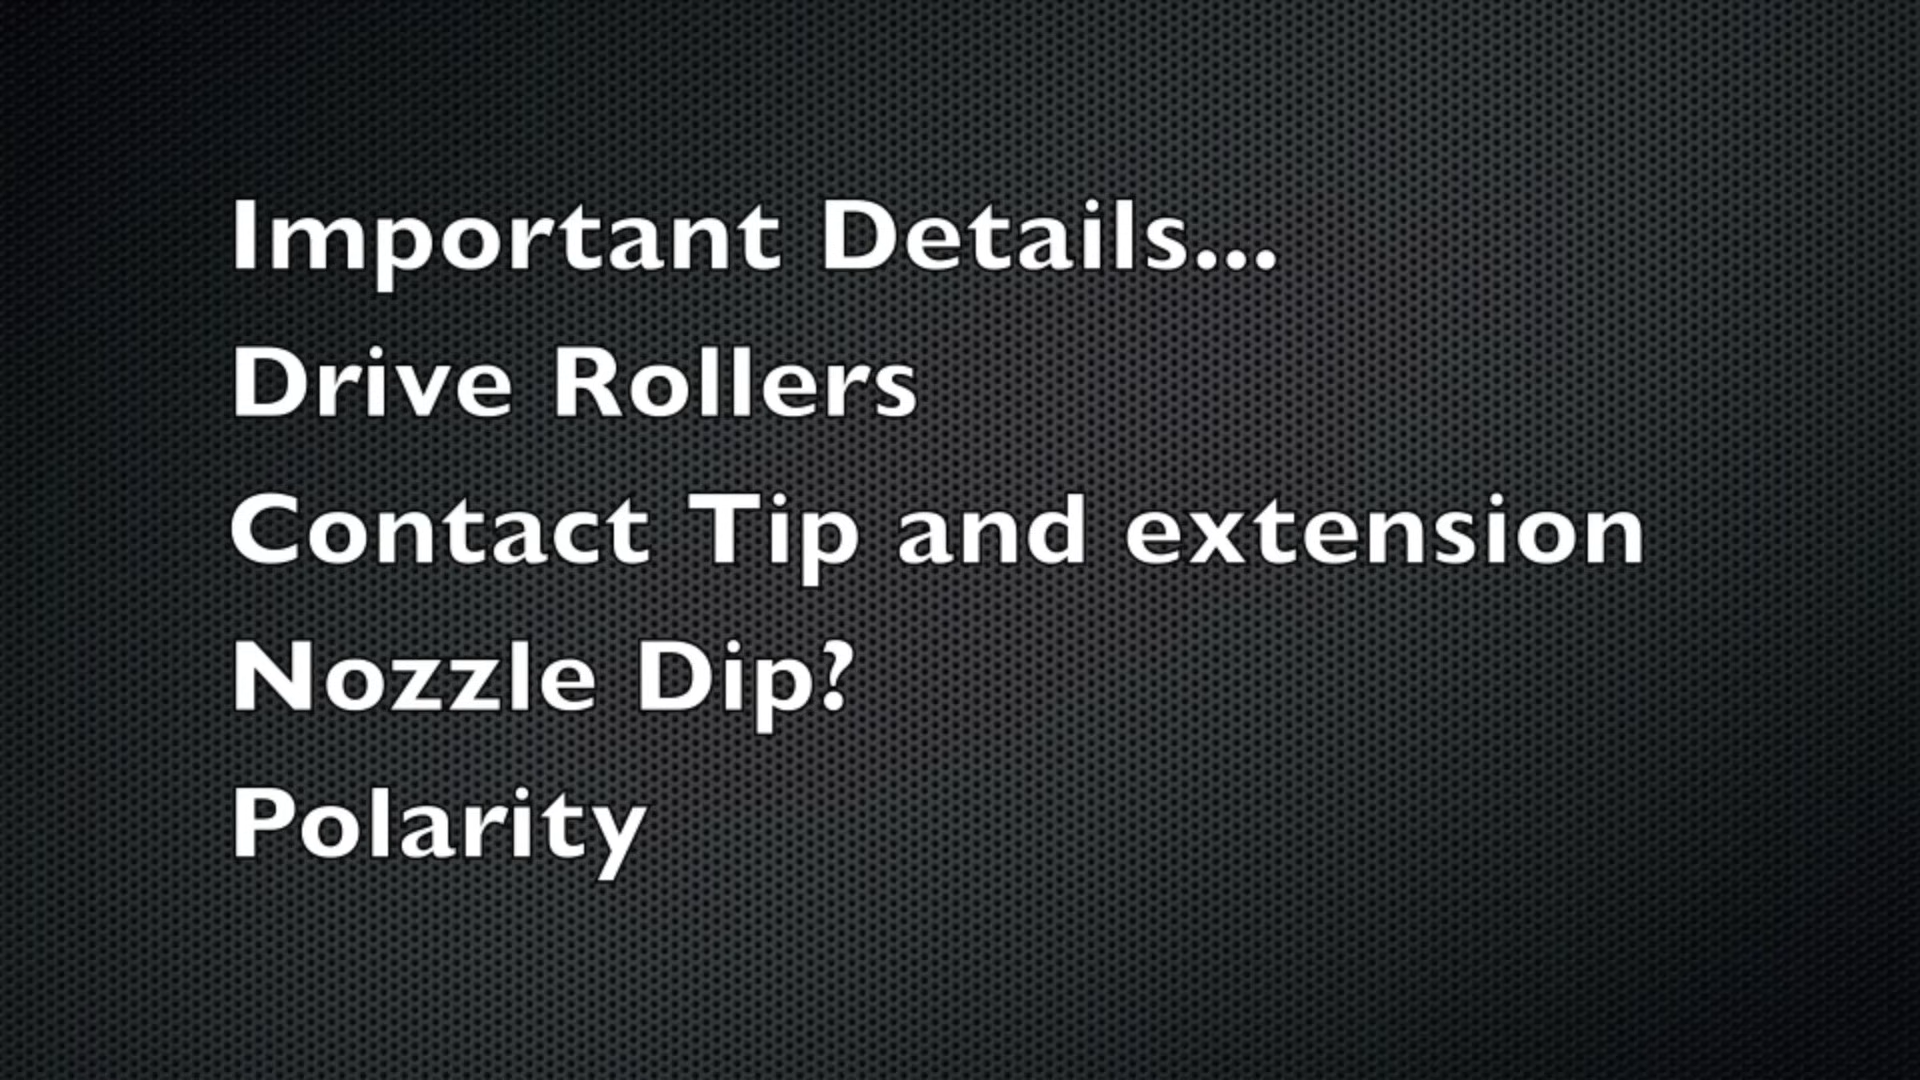 Important Details...
Drive Rollers
Contact Tip and extension
Nozzle Dip?
Polarity